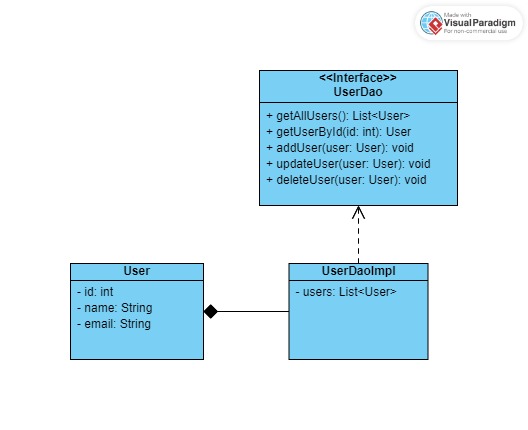 Made with
VisualParadigm
For non-commercial use
<<Interface>>
UserDao
+ getAllUsers(): List<User>
+ getUserById(id: int): User
+ addUser(user: User): void
+ updateUser(user: User): void
+ deleteUser(user: User): void
User
- id: int
- name: String
- email: String
UserDaoImpl
- users: List<User>